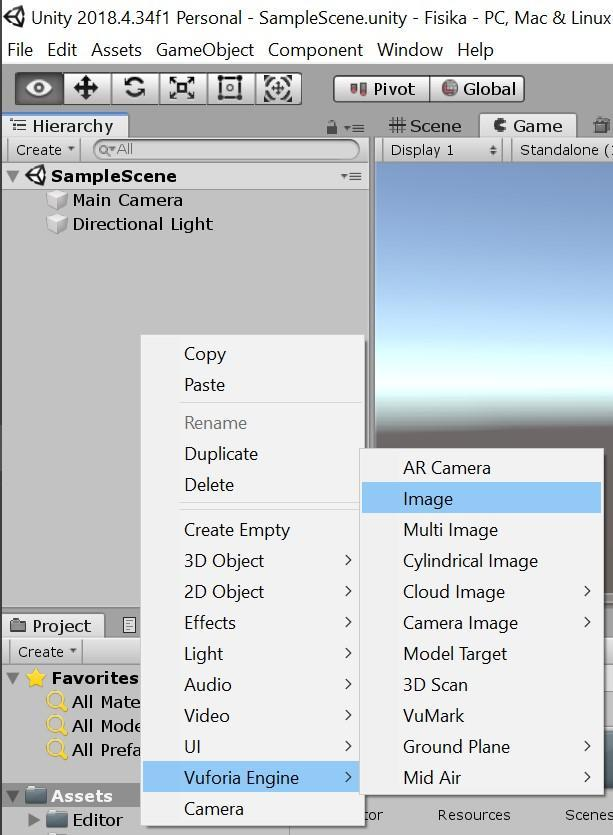 Unity 2018.4.34f1 Personal - SampleScene.unity - Fisika - PC, Mac & Linux
File Edit Assets GameObject Component Window Help
Pivot Global
Hierarchy
Create All
SampleScene
Main Camera
Directional Light
Scene Game
Display 1 Standalone (
Copy
Paste
Rename
Duplicate
Delete
Create Empty
3D Object
2D Object
Effects
Light
Audio
Video
UI
Vuforia Engine
Camera
AR Camera
Image
Multi Image
Cylindrical Image
Cloud Image
Camera Image
Model Target
3D Scan
VuMark
Ground Plane
Mid Air
Project
Create
Favorites
All Mate
All Mode
All Prefa
Assets
Editor
tor Resources Scenes